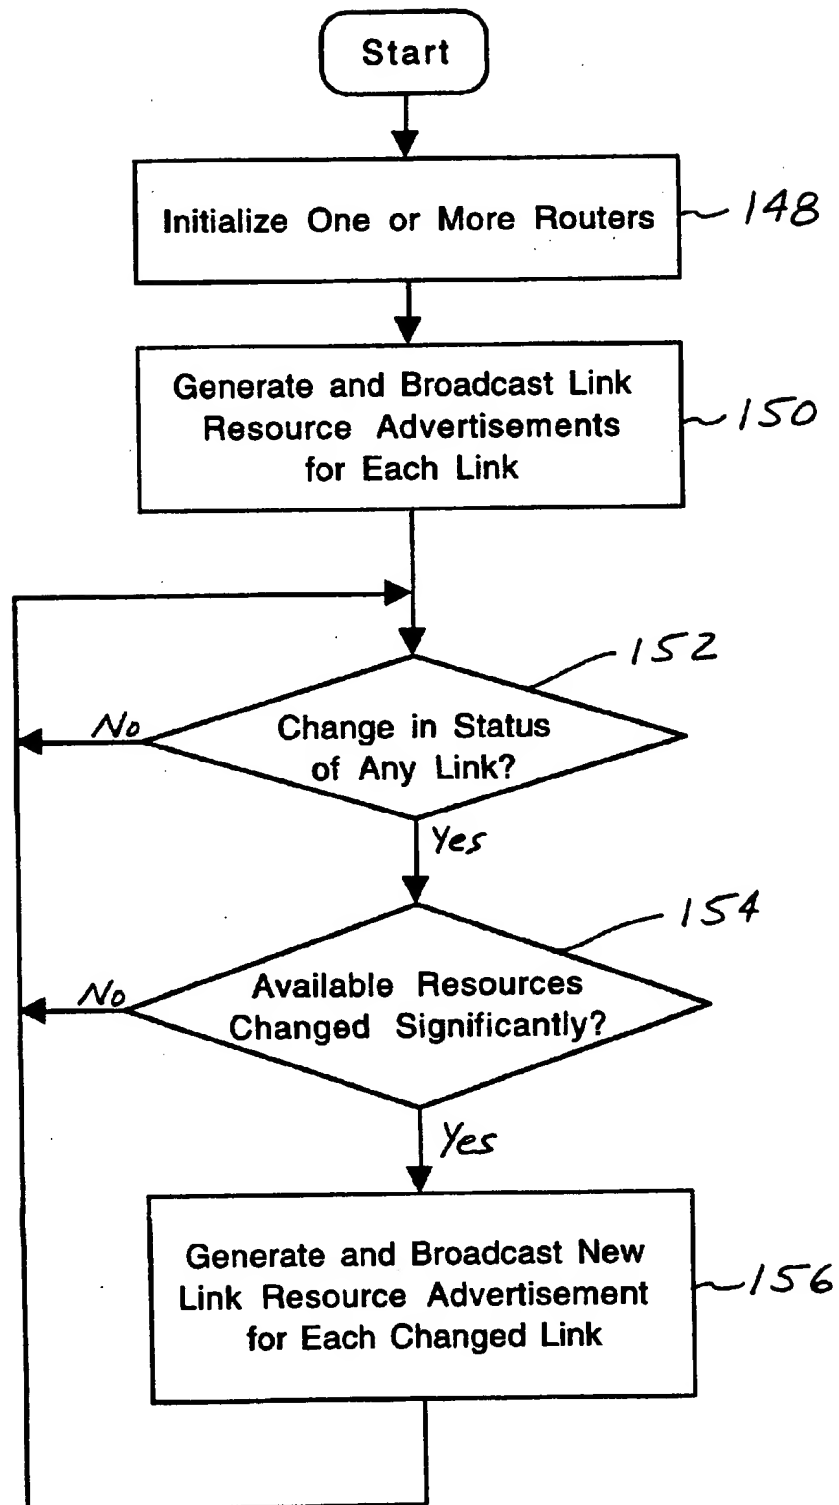 Start
Initialize One or More Routers
148
Generate and Broadcast Link
Resource Advertisements
for Each Link
150
152
No
Change in Status
of Any Link?
Yes
154
No
Available Resources
Changed Significantly?
Yes
Generate and Broadcast New
Link Resource Advertisement
for Each Changed Link
156